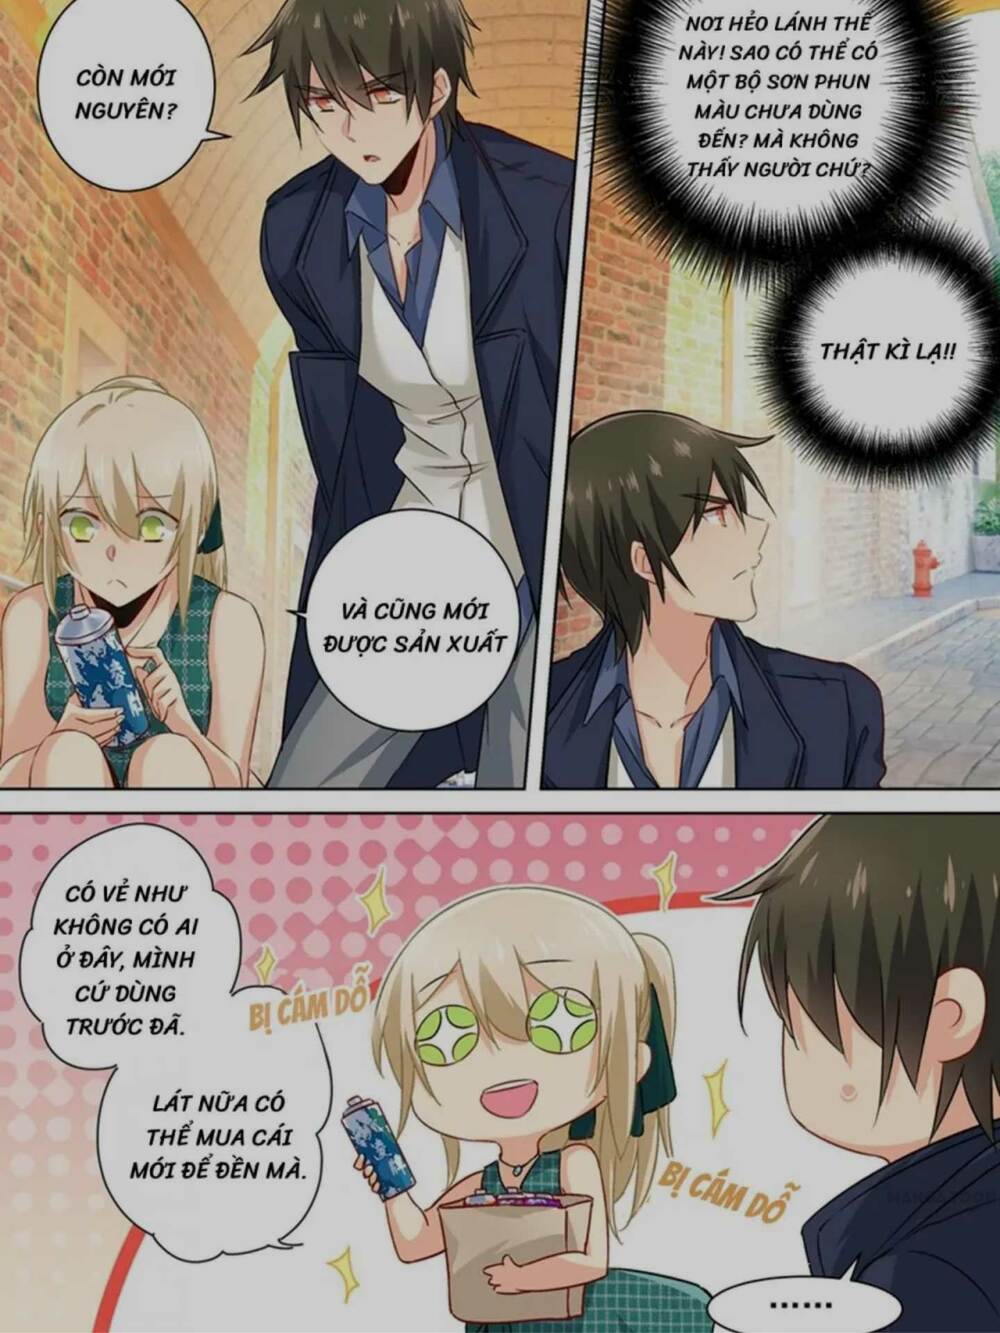 CÒN MỚI
NGUYÊN?
NƠI HẺO LÁNH THẾ
NÀY! SAO CÓ THỂ CÓ
MỘT BỘ SƠN PHUN
MÀU CHƯA DÙNG
ĐẾN? MÀ KHÔNG
THẤY NGƯỜI CHỨ?
THẬT KÌ LẠ!!
VÀ CŨNG MỚI
ĐƯỢC SẢN XUẤT
CÓ VẺ NHƯ
KHÔNG CÓ AI
Ở ĐÂY, MÌNH
CỨ DÙNG
TRƯỚC ĐÃ.
BỊ CÁM DỖ
LÁT NỮA CÓ
THỂ MUA CÁI
MỚI ĐỂ ĐỀN MÀ.
BỊ CÁM DỖ
......